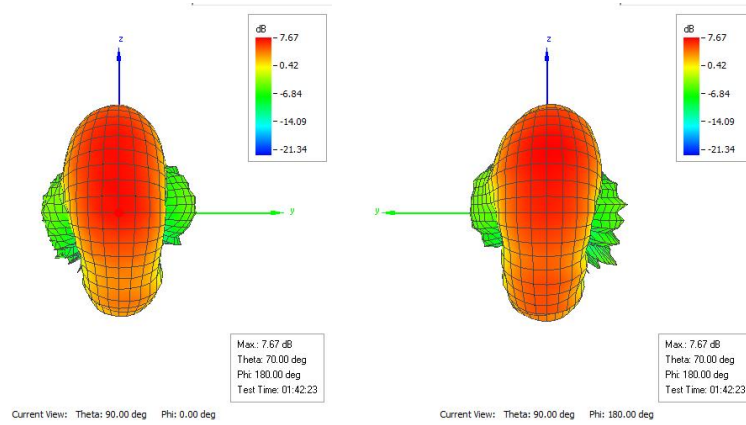 dB
7.67
0.42
-6.84
-14.09
-21.34
z
y
Max.: 7.67 dB
Theta: 70.00 deg
Phi: 180.00 deg
Test Time: 01:42:23
Current View: Theta: 90.00 deg Phi: 0.00 deg
dB
7.67
0.42
-6.84
-14.09
-21.34
z
y
Max.: 7.67 dB
Theta: 70.00 deg
Phi: 180.00 deg
Test Time: 01:42:23
Current View: Theta: 90.00 deg Phi: 180.00 deg